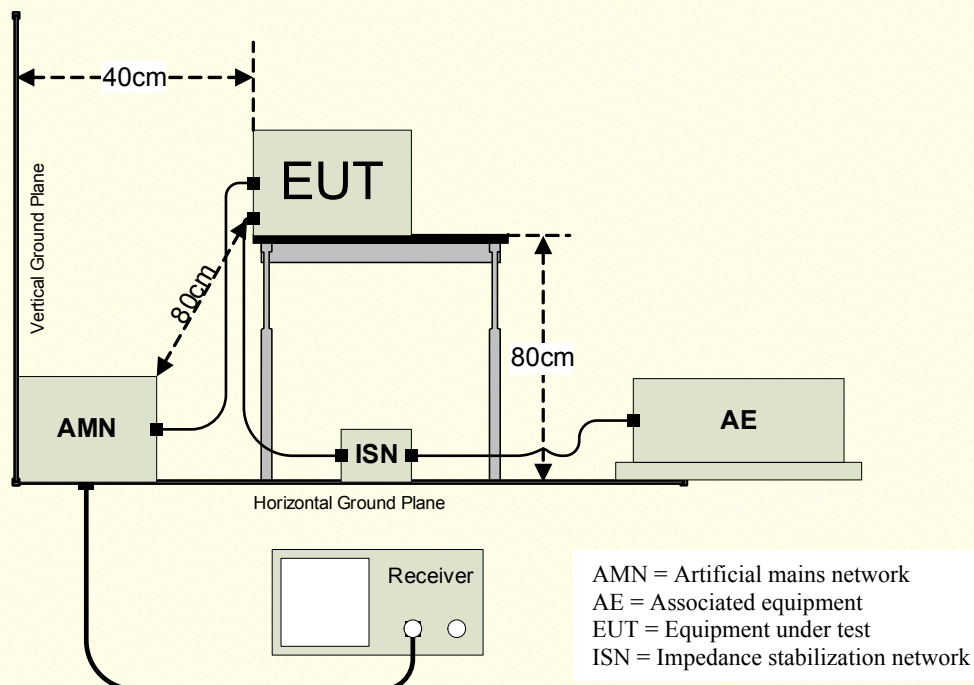 40cm
EUT
Vertical Ground Plane
80cm
80cm
AMN
ISN
AE
Horizontal Ground Plane
Receiver
AMN = Artificial mains network
AE = Associated equipment
EUT = Equipment under test
ISN = Impedance stabilization network